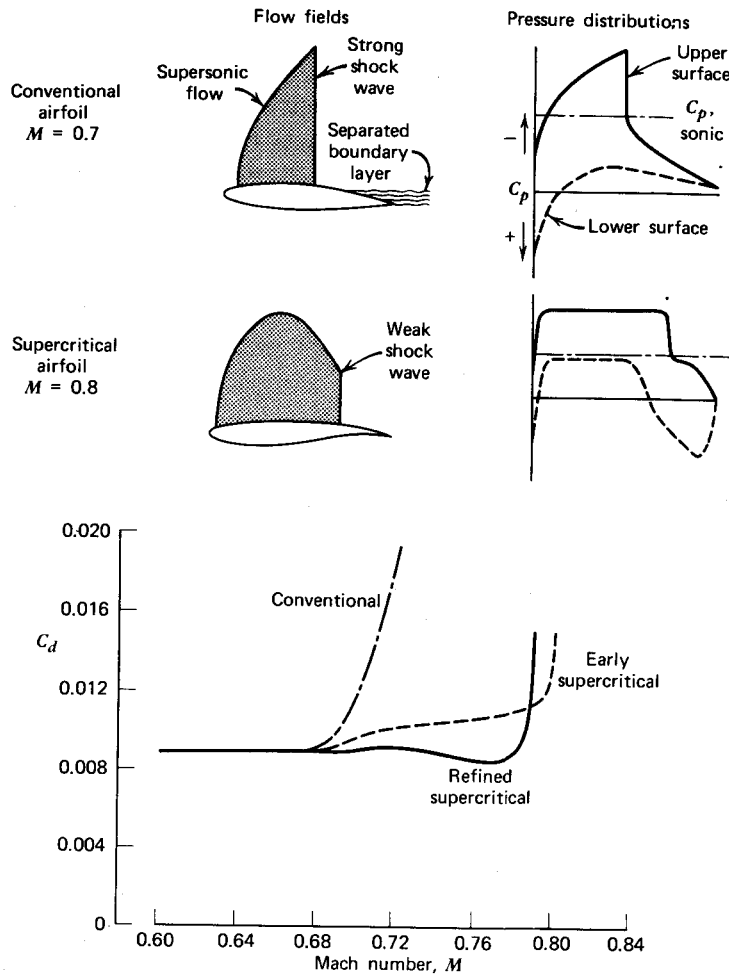 Flow fields
Pressure distributions
Conventional
airfoil
M = 0.7
Supersonic
flow
Strong
shock
wave
Separated
boundary
layer
Upper
surface
Cp,
sonic
−
Cp
+
Lower surface
Supercritical
airfoil
M = 0.8
Weak
shock
wave
0.020
0.016
Cd
0.012
0.008
0.004
0
Conventional
Early
supercritical
Refined
supercritical
0.60
0.64
0.68
0.72
0.76
0.80
0.84
Mach number, M